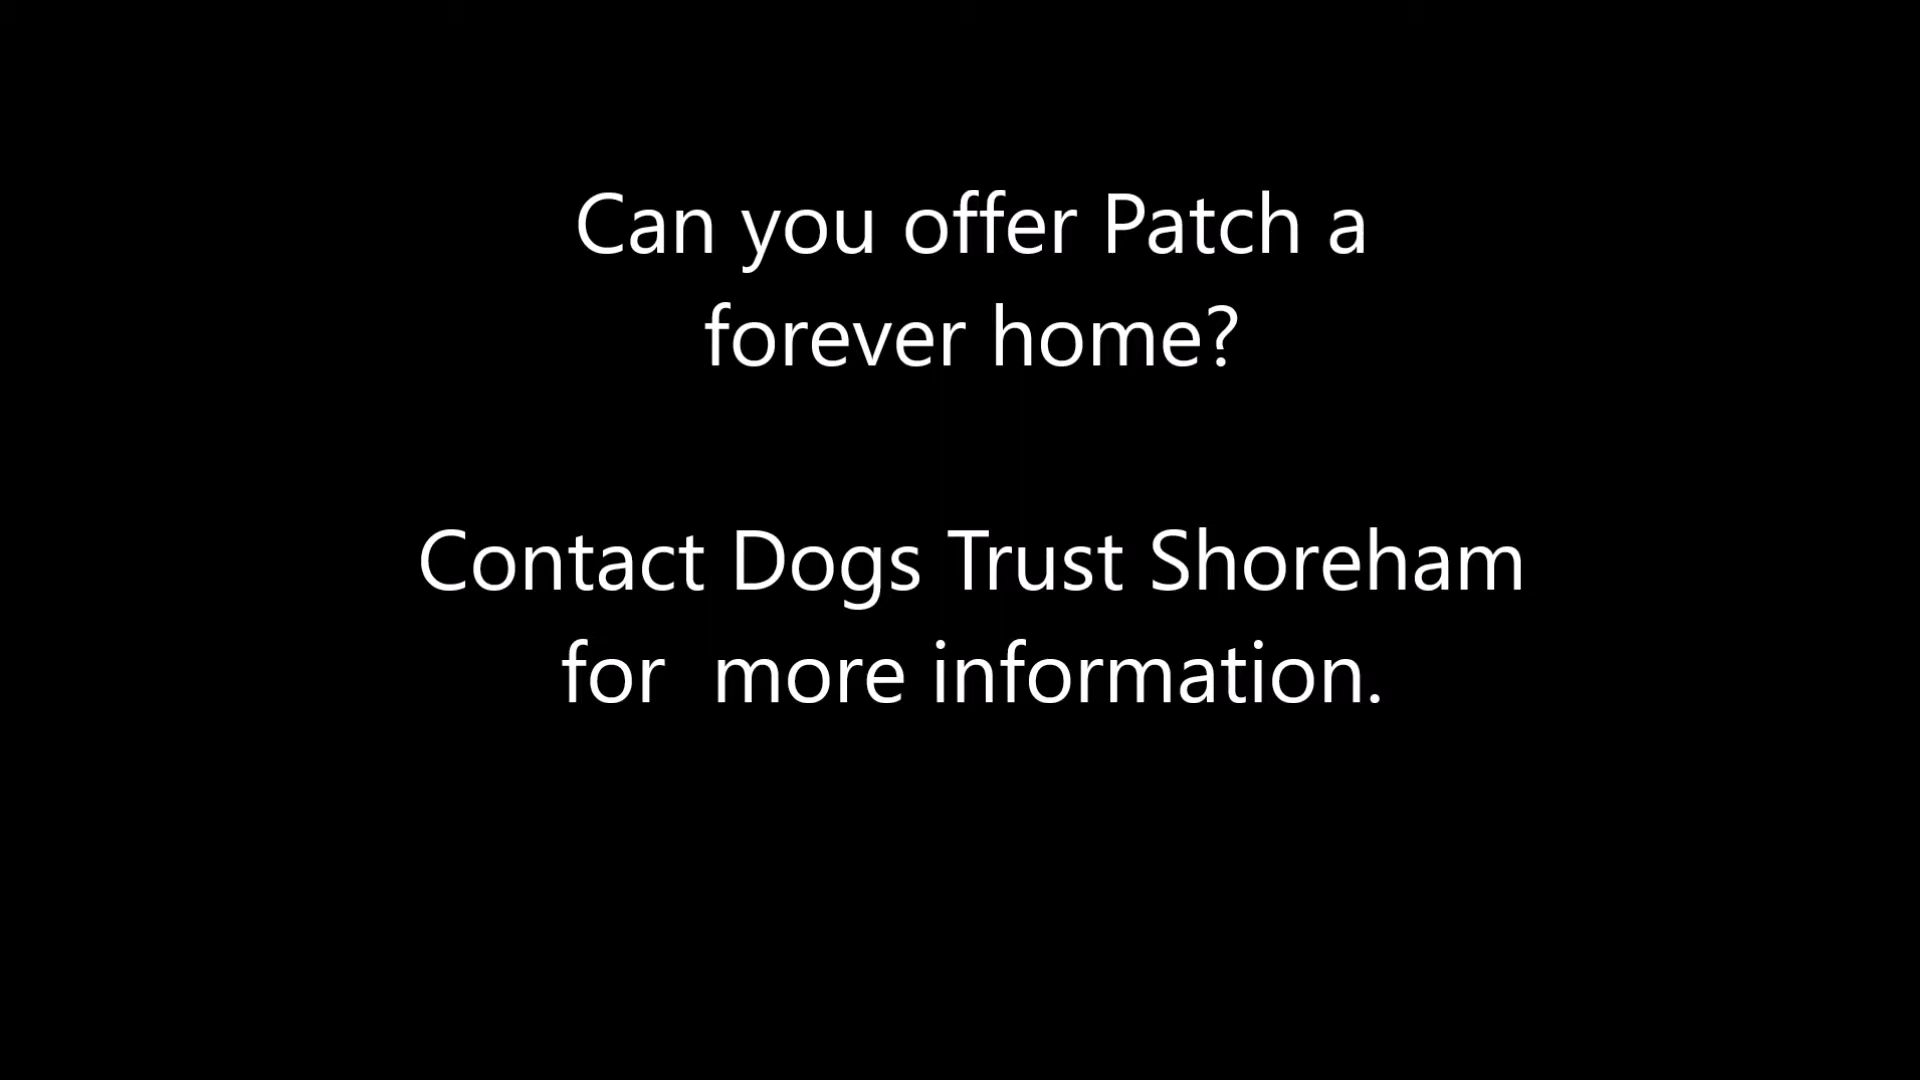 Can you offer Patch a
forever home?
Contact Dogs Trust Shoreham
for  more information.